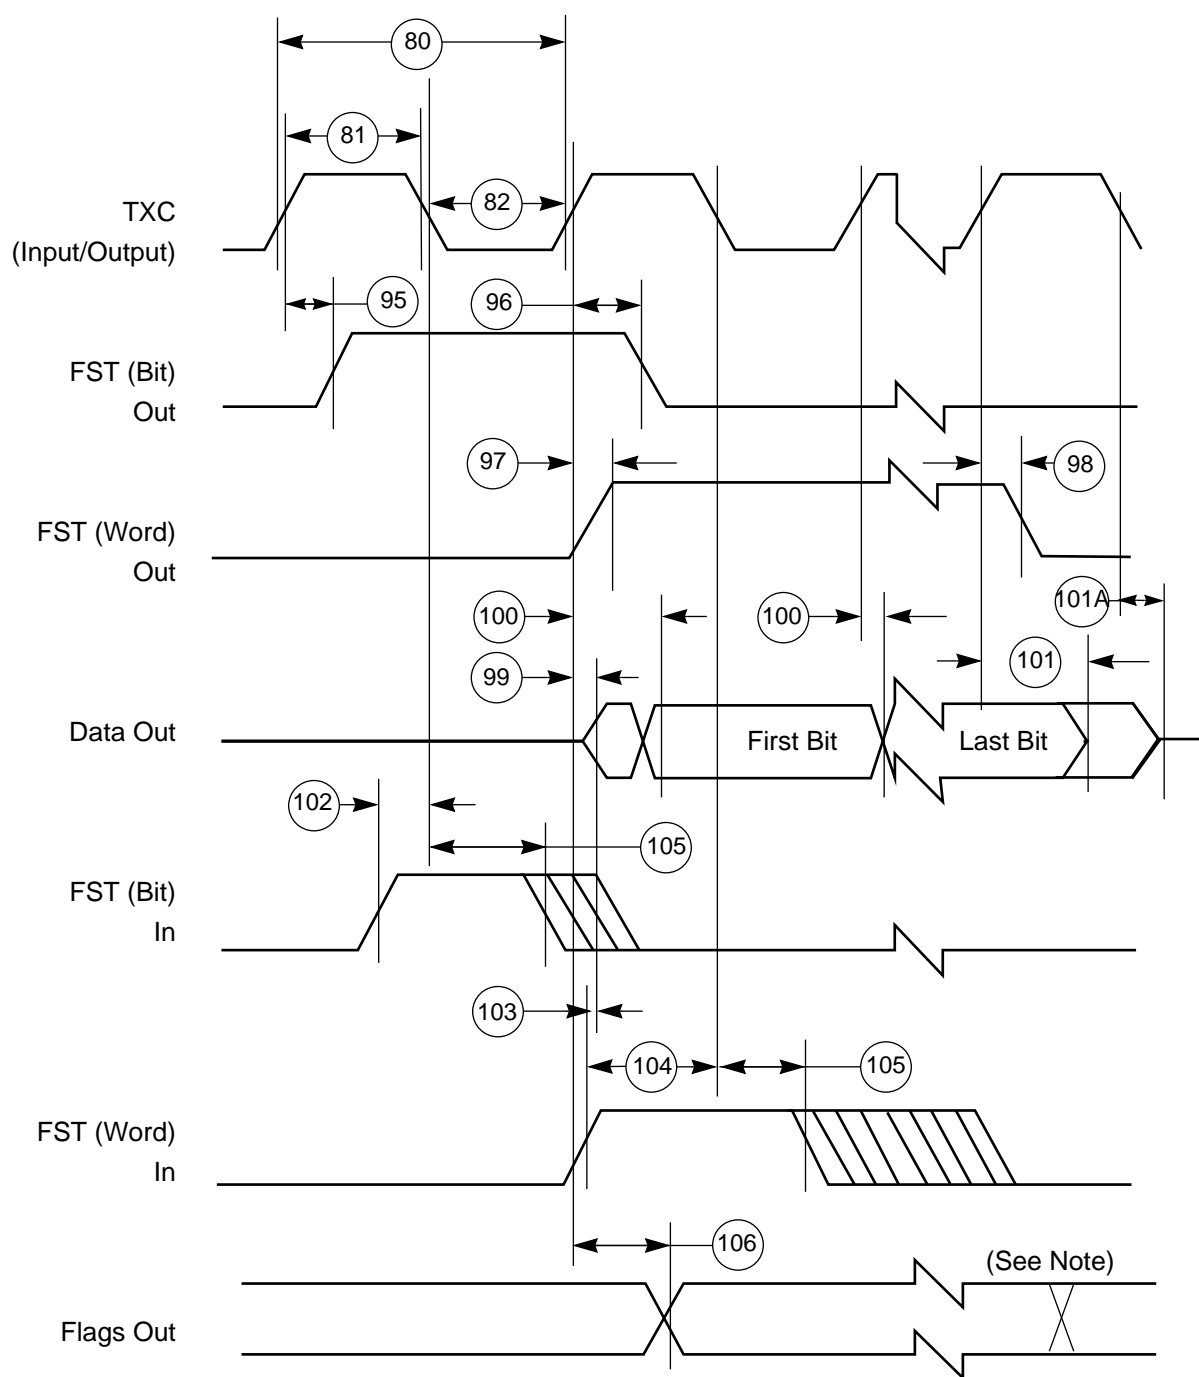 80
81
82
TXC
(Input/Output)
95
96
FST (Bit)
Out
97
98
FST (Word)
Out
101A
100
100
101
99
Data Out
First Bit
Last Bit
102
105
FST (Bit)
In
103
104
105
FST (Word)
In
106
(See Note)
Flags Out